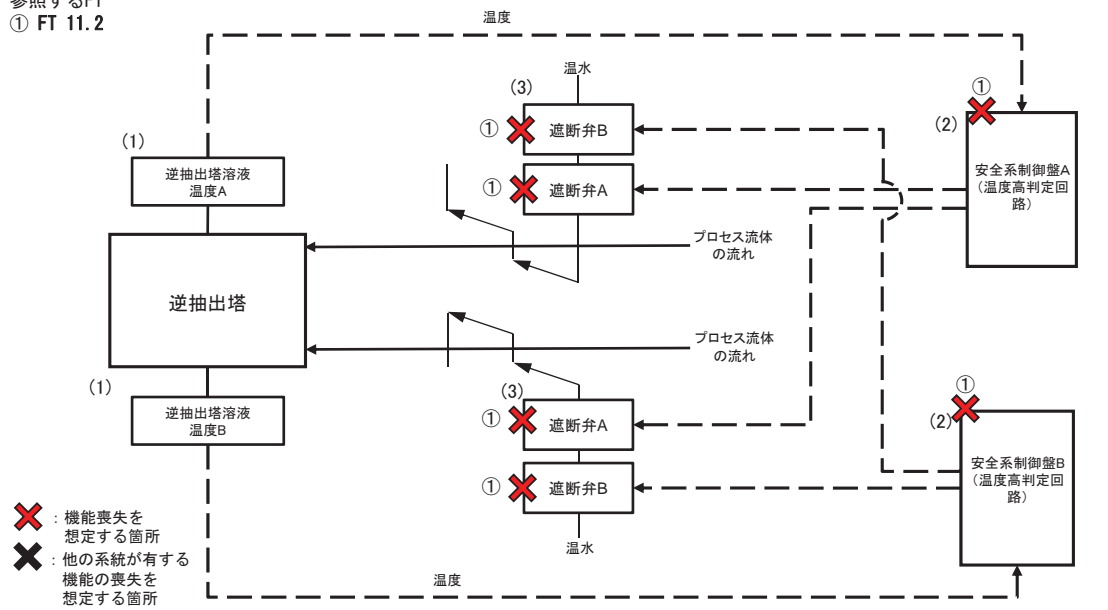 参照するFT
① FT 11.2
温度
温水
(3)
①
遮断弁B
①
遮断弁A
(1)
逆抽出塔溶液
温度A
①
(2)
安全系制御盤A
(温度高判定回
路)
プロセス流体
の流れ
逆抽出塔
プロセス流体
の流れ
(1)
逆抽出塔溶液
温度B
(3)
①
遮断弁A
①
遮断弁B
温水
①
(2)
安全系制御盤B
(温度高判定回
路)
:機能喪失を
想定する箇所
:他の系統が有する
機能の喪失を
想定する箇所
温度